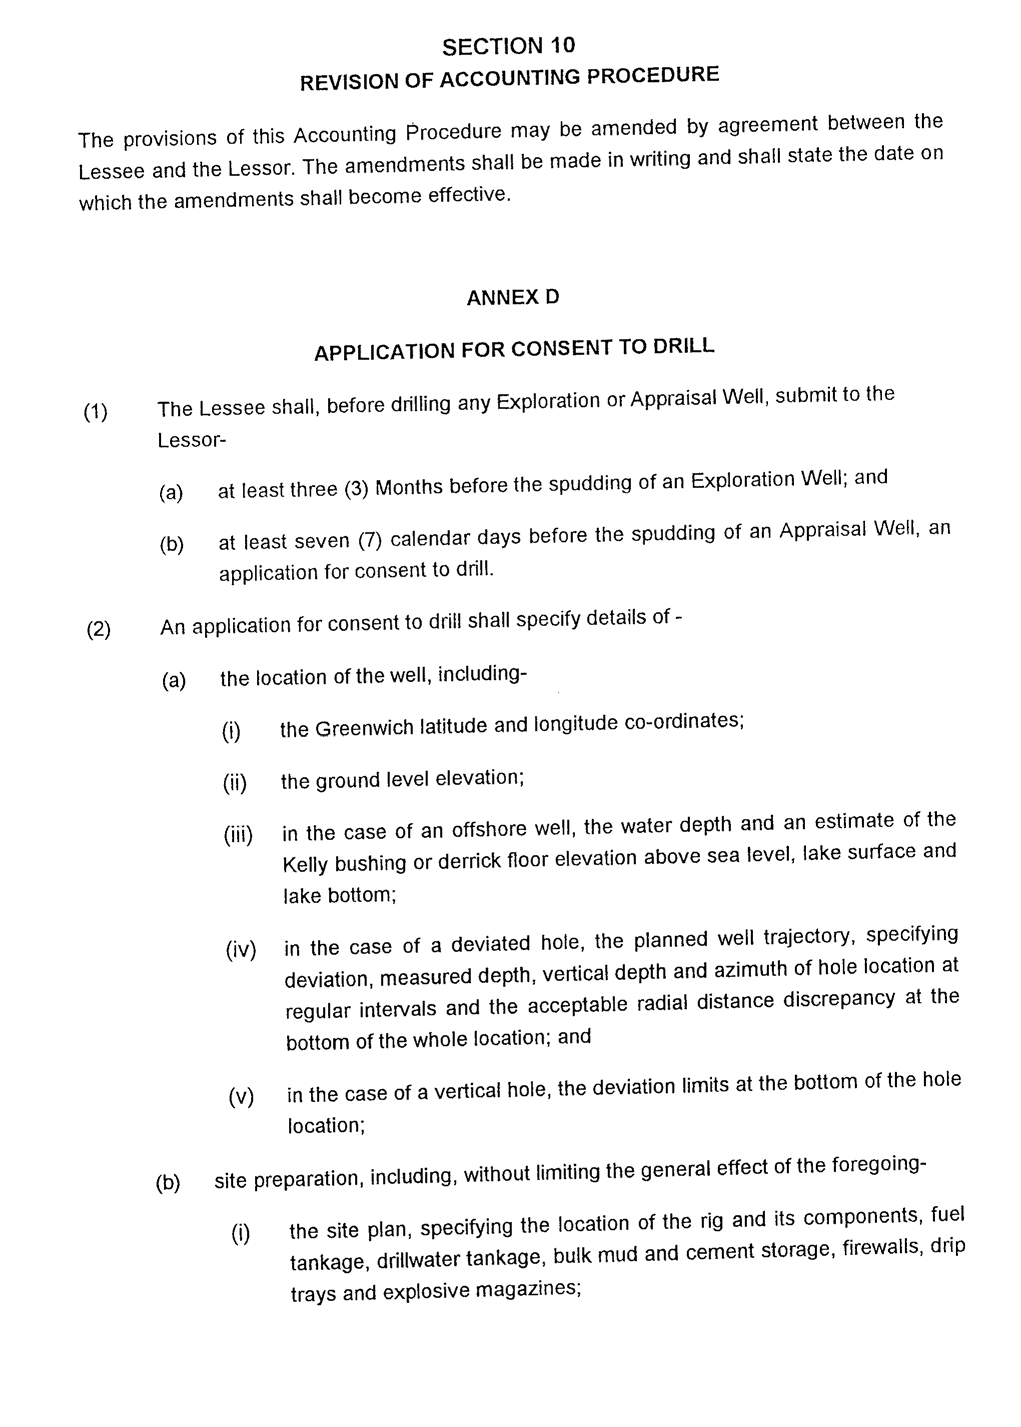 SECTION 10
REVISION OF ACCOUNTING PROCEDURE
The provisions of this Accounting Procedure may be amended by agreement between the
Lessee and the Lessor. The amendments shall be made in writing and shall state the date on
which the amendments shall become effective.
ANNEX D
APPLICATION FOR CONSENT TO DRILL
(1) The Lessee shall, before drilling any Exploration or Appraisal Well, submit to the
Lessor-
(a) at least three (3) Months before the spudding of an Exploration Well; and
(b) at least seven (7) calendar days before the spudding of an Appraisal Well, an
application for consent to drill.
(2) An application for consent to drill shall specify details of -
(a) the location of the well, including-
(i) the Greenwich latitude and longitude co-ordinates;
(ii) the ground level elevation;
(iii) in the case of an offshore well, the water depth and an estimate of the
Kelly bushing or derrick floor elevation above sea level, lake surface and
lake bottom;
(iv) in the case of a deviated hole, the planned well trajectory, specifying
deviation, measured depth, vertical depth and azimuth of hole location at
regular intervals and the acceptable radial distance discrepancy at the
bottom of the whole location; and
(v) in the case of a vertical hole, the deviation limits at the bottom of the hole
location;
(b) site preparation, including, without limiting the general effect of the foregoing-
(i) the site plan, specifying the location of the rig and its components, fuel
tankage, drillwater tankage, bulk mud and cement storage, firewalls, drip
trays and explosive magazines;